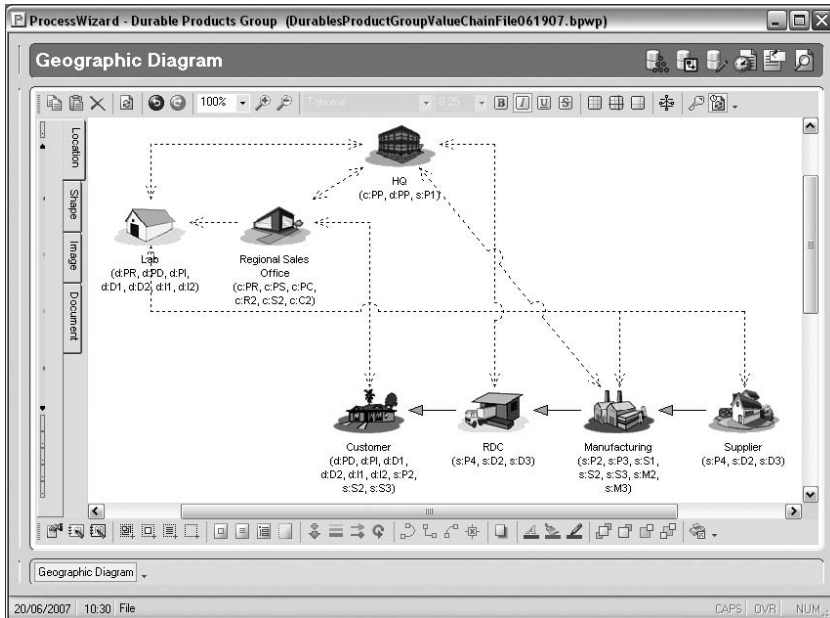 ProcessWizard - Durable Products Group (DurablesProductGroupValueChainFile061907.bpwp)
Geographic Diagram
100%
Tahoma
8.25
B I U S
Location
Shape
Image
Document
HQ
(c:PP, d:PP, s:P1)
Lab
(d:PR, d:PD, d:PI,
d:D1, d:D2, d:I1, d:I2)
Regional Sales
Office
(c:PR, c:PS, c:PC,
c:R2, c:S2, c:C2)
Customer
(d:PD, d:PI, d:D1,
d:D2, d:I1, d:I2, s:P2,
s:S2, s:S3)
RDC
(s:P4, s:D2, s:D3)
Manufacturing
(s:P2, s:P3, s:S1,
s:S2, s:S3, s:M2,
s:M3)
Supplier
(s:P4, s:D2, s:D3)
Geographic Diagram
20/06/2007 10:30 File
CAPS OVR NUM